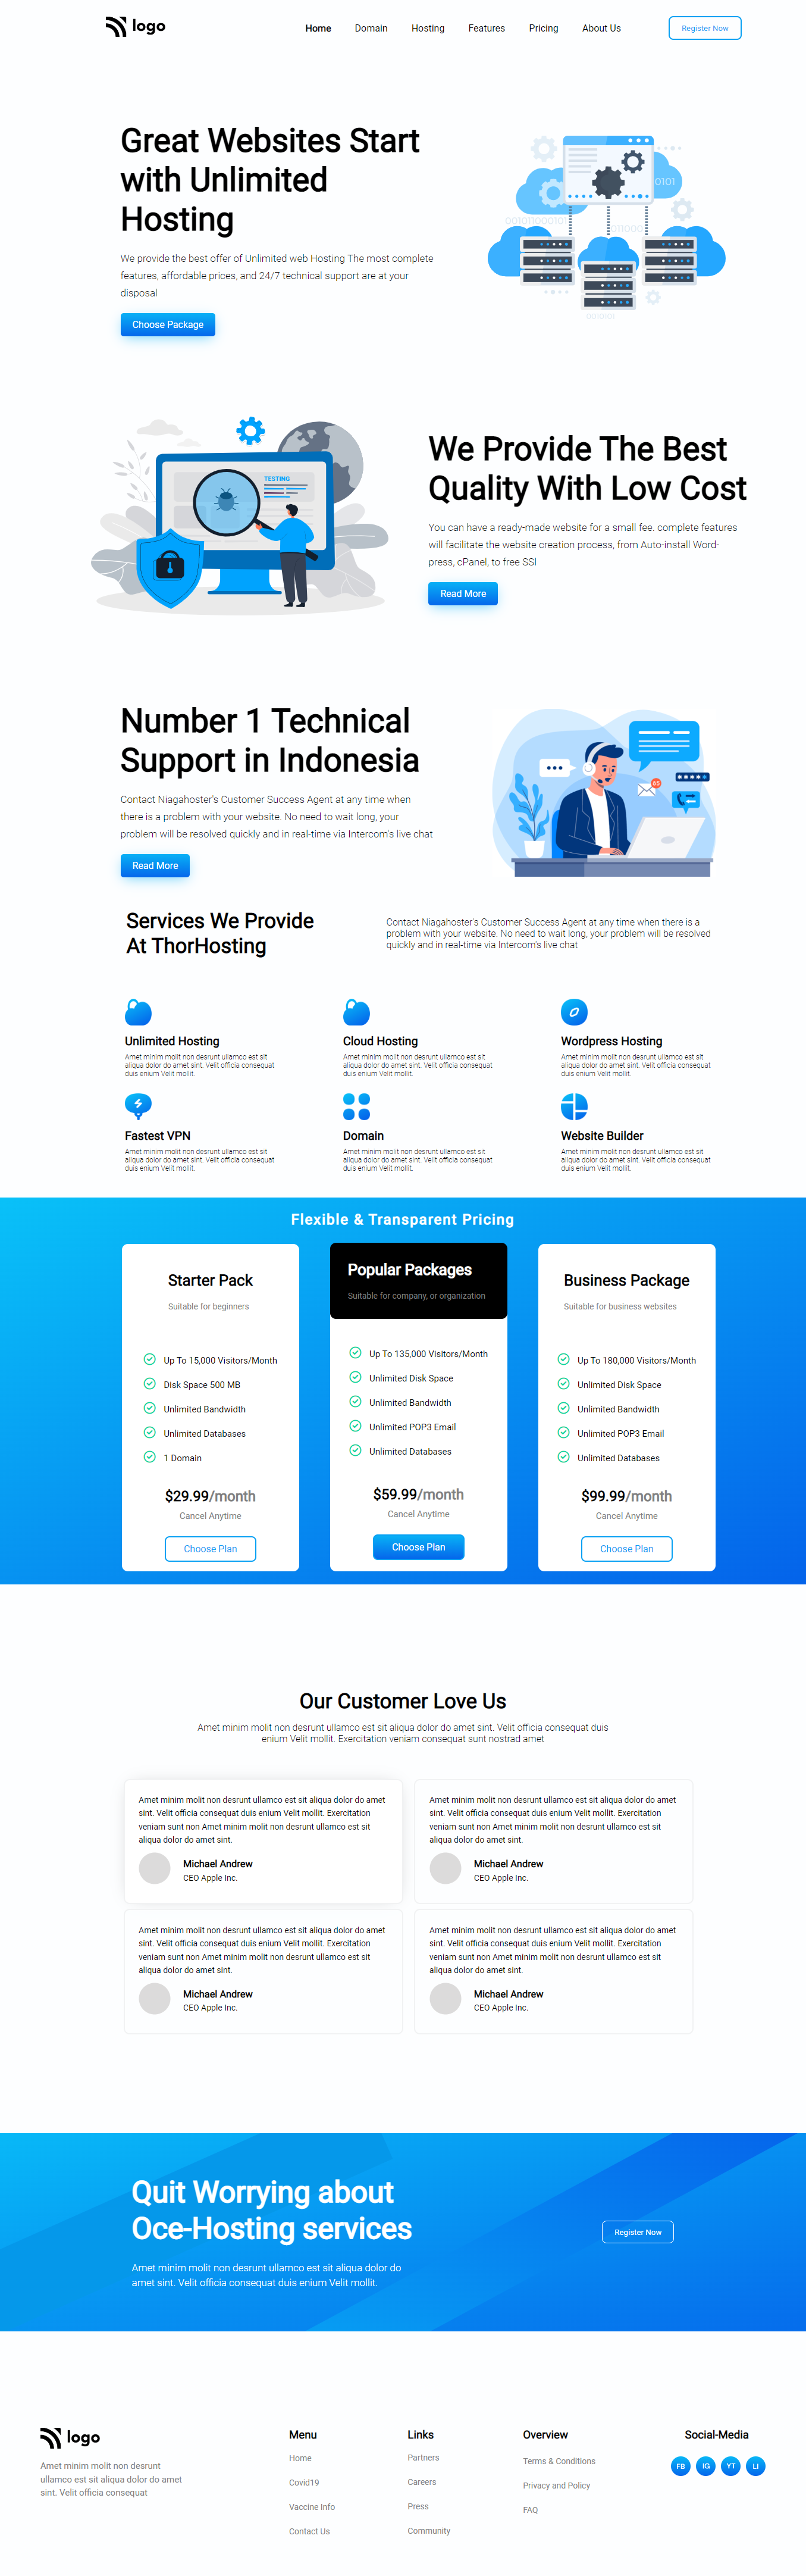 logo
Home Domain Hosting Features Pricing About Us Register Now
Great Websites Start
with Unlimited
Hosting
We provide the best offer of Unlimited web Hosting The most complete
features, affordable prices, and 24/7 technical support are at your
disposal
Choose Package
TESTING
We Provide The Best
Quality With Low Cost
You can have a ready-made website for a small fee. complete features
will facilitate the website creation process, from Auto-install Word-
press, cPanel, to free SSl
Read More
Number 1 Technical
Support in Indonesia
Contact Niagahoster's Customer Success Agent at any time when
there is a problem with your website. No need to wait long, your
problem will be resolved quickly and in real-time via Intercom's live chat
Read More
Services We Provide
At ThorHosting
Contact Niagahoster's Customer Success Agent at any time when there is a
problem with your website. No need to wait long, your problem will be resolved
quickly and in real-time via Intercom's live chat
Unlimited Hosting
Amet minim molit non desrunt ullamco est sit
aliqua dolor do amet sint. Velit officia consequat
duis enium Velit mollit.
Cloud Hosting
Amet minim molit non desrunt ullamco est sit
aliqua dolor do amet sint. Velit officia consequat
duis enium Velit mollit.
Wordpress Hosting
Amet minim molit non desrunt ullamco est sit
aliqua dolor do amet sint. Velit officia consequat
duis enium Velit mollit.
Fastest VPN
Amet minim molit non desrunt ullamco est sit
aliqua dolor do amet sint. Velit officia consequat
duis enium Velit mollit.
Domain
Amet minim molit non desrunt ullamco est sit
aliqua dolor do amet sint. Velit officia consequat
duis enium Velit mollit.
Website Builder
Amet minim molit non desrunt ullamco est sit
aliqua dolor do amet sint. Velit officia consequat
duis enium Velit mollit.
Flexible & Transparent Pricing
Starter Pack
Suitable for beginners
Up To 15,000 Visitors/Month
Disk Space 500 MB
Unlimited Bandwidth
Unlimited Databases
1 Domain
$29.99/month
Cancel Anytime
Choose Plan
Popular Packages
Suitable for company, or organization
Up To 135,000 Visitors/Month
Unlimited Disk Space
Unlimited Bandwidth
Unlimited POP3 Email
Unlimited Databases
$59.99/month
Cancel Anytime
Choose Plan
Business Package
Suitable for business websites
Up To 180,000 Visitors/Month
Unlimited Disk Space
Unlimited Bandwidth
Unlimited POP3 Email
Unlimited Databases
$99.99/month
Cancel Anytime
Choose Plan
Our Customer Love Us
Amet minim molit non desrunt ullamco est sit aliqua dolor do amet sint. Velit officia consequat duis
enium Velit mollit. Exercitation veniam consequat sunt nostrad amet
Amet minim molit non desrunt ullamco est sit aliqua dolor do amet
sint. Velit officia consequat duis enium Velit mollit. Exercitation
veniam sunt non Amet minim molit non desrunt ullamco est sit
aliqua dolor do amet sint.
Michael Andrew
CEO Apple Inc.
Amet minim molit non desrunt ullamco est sit aliqua dolor do amet
sint. Velit officia consequat duis enium Velit mollit. Exercitation
veniam sunt non Amet minim molit non desrunt ullamco est sit
aliqua dolor do amet sint.
Michael Andrew
CEO Apple Inc.
Amet minim molit non desrunt ullamco est sit aliqua dolor do amet
sint. Velit officia consequat duis enium Velit mollit. Exercitation
veniam sunt non Amet minim molit non desrunt ullamco est sit
aliqua dolor do amet sint.
Michael Andrew
CEO Apple Inc.
Amet minim molit non desrunt ullamco est sit aliqua dolor do amet
sint. Velit officia consequat duis enium Velit mollit. Exercitation
veniam sunt non Amet minim molit non desrunt ullamco est sit
aliqua dolor do amet sint.
Michael Andrew
CEO Apple Inc.
Quit Worrying about
Oce-Hosting services
Amet minim molit non desrunt ullamco est sit aliqua dolor do
amet sint. Velit officia consequat duis enium Velit mollit.
Register Now
logo
Amet minim molit non desrunt
ullamco est sit aliqua dolor do amet
sint. Velit officia consequat
Menu
Home
Covid19
Vaccine Info
Contact Us
Links
Partners
Careers
Press
Community
Overview
Terms & Conditions
Privacy and Policy
FAQ
Social-Media
FB IG YT LI